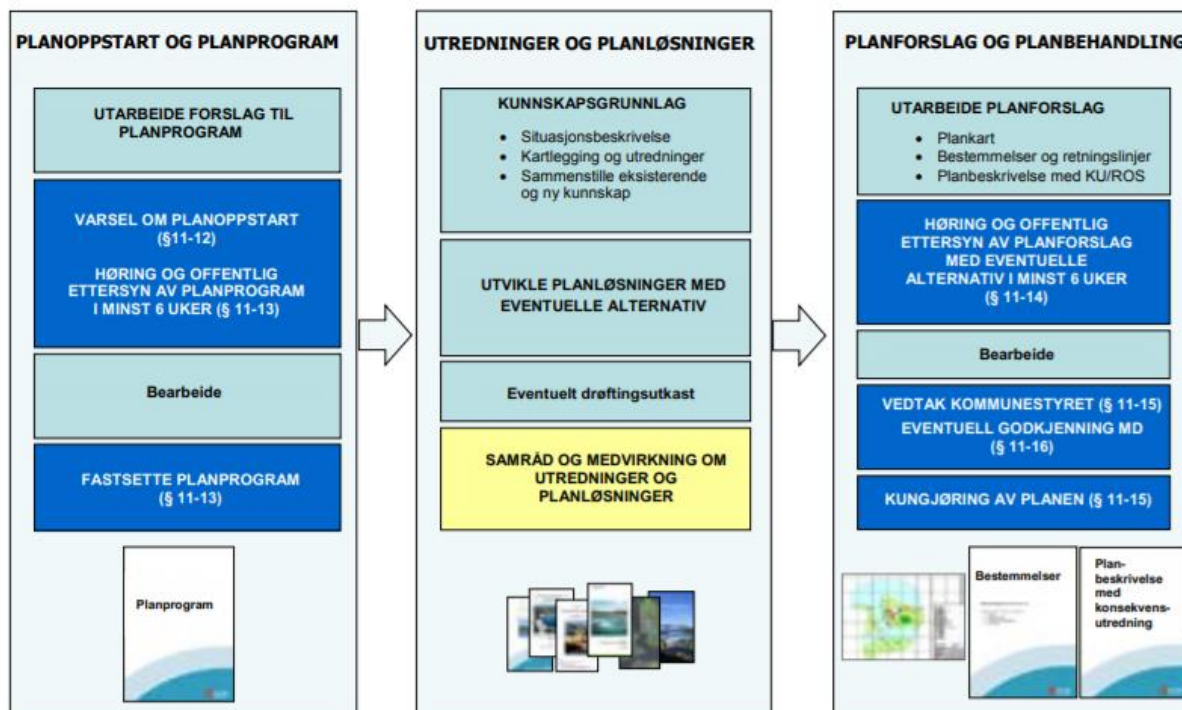 PLANOPPSTART OG PLANPROGRAM
UTARBEIDE FORSLAG TIL
PLANPROGRAM
VARSEL OM PLANOPPSTART
(§11-12)
HØRING OG OFFENTLIG
ETTERSYN AV PLANPROGRAM
I MINST 6 UKER (§ 11-13)
Bearbeide
FASTSETTE PLANPROGRAM
(§ 11-13)
Planprogram
UTREDNINGER OG PLANLØSNINGER
KUNNSKAPSGRUNNLAG
• Situasjonsbeskrivelse
• Kartlegging og utredninger
• Sammenstille eksisterende
og ny kunnskap
UTVIKLE PLANLØSNINGER MED
EVENTUELLE ALTERNATIV
Eventuelt drøftingsutkast
SAMRÅD OG MEDVIRKNING OM
UTREDNINGER OG
PLANLØSNINGER
PLANFORSLAG OG PLANBEHANDLING
UTARBEIDE PLANFORSLAG
• Plankart
• Bestemmelser og retningslinjer
• Planbeskrivelse med KU/ROS
HØRING OG OFFENTLIG
ETTERSYN AV PLANFORSLAG
MED EVENTUELLE
ALTERNATIV I MINST 6 UKER
(§ 11-14)
Bearbeide
VEDTAK KOMMUNESTYRET (§ 11-15)
EVENTUELL GODKJENNING MD
(§ 11-16)
KUNGJØRING AV PLANEN (§ 11-15)
Bestemmelser
Plan-
beskrivelse
med
konsekvens-
utredning